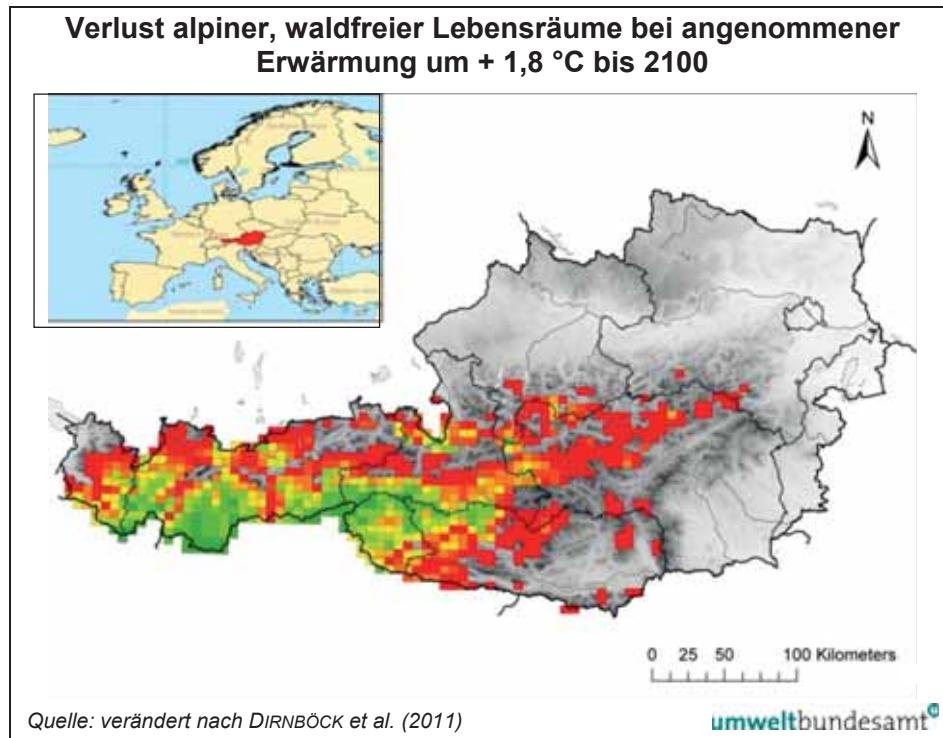 Verlust alpiner, waldfreier Lebensräume bei angenommener
Erwärmung um + 1,8 °C bis 2100
N
0 25 50 100 Kilometers
Quelle: verändert nach DIRNBÖCK et al. (2011)
umweltbundesamt